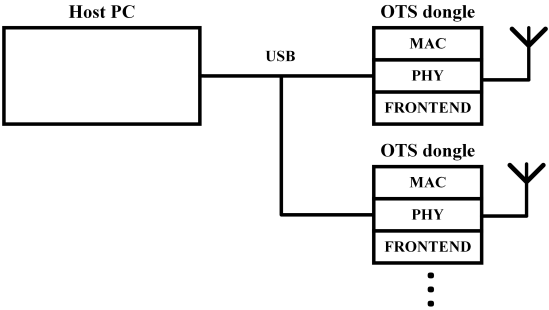 Host PC
USB
OTS dongle
MAC
PHY
FRONTEND
OTS dongle
MAC
PHY
FRONTEND